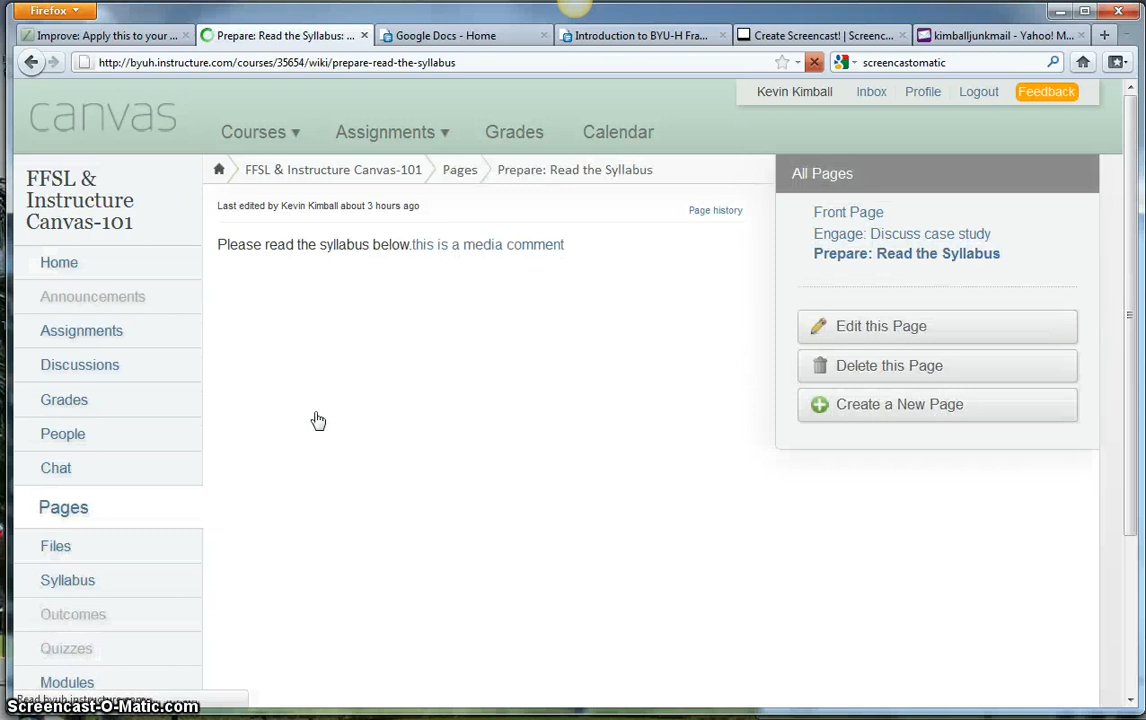 Firefox
Improve: Apply this to your ...
Prepare: Read the Syllabus: ...
Google Docs - Home
Introduction to BYU-H Fra...
Create Screencast! | Screenc...
kimballjunkmail - Yahoo! M...
http://byuh.instructure.com/courses/35654/wiki/prepare-read-the-syllabus
screencastomatic
Kevin Kimball
Inbox
Profile
Logout
Feedback
canvas
Courses
Assignments
Grades
Calendar
FFSL &
Instructure
Canvas-101
FFSL & Instructure Canvas-101
Pages
Prepare: Read the Syllabus
Last edited by Kevin Kimball about 3 hours ago
Page history
Please read the syllabus below.this is a media comment
Home
Announcements
Assignments
Discussions
Grades
People
Chat
Pages
Files
Syllabus
Outcomes
Quizzes
Modules
All Pages
Front Page
Engage: Discuss case study
Prepare: Read the Syllabus
Edit this Page
Delete this Page
Create a New Page
Read byuh.instructure.com
Screencast-O-Matic.com